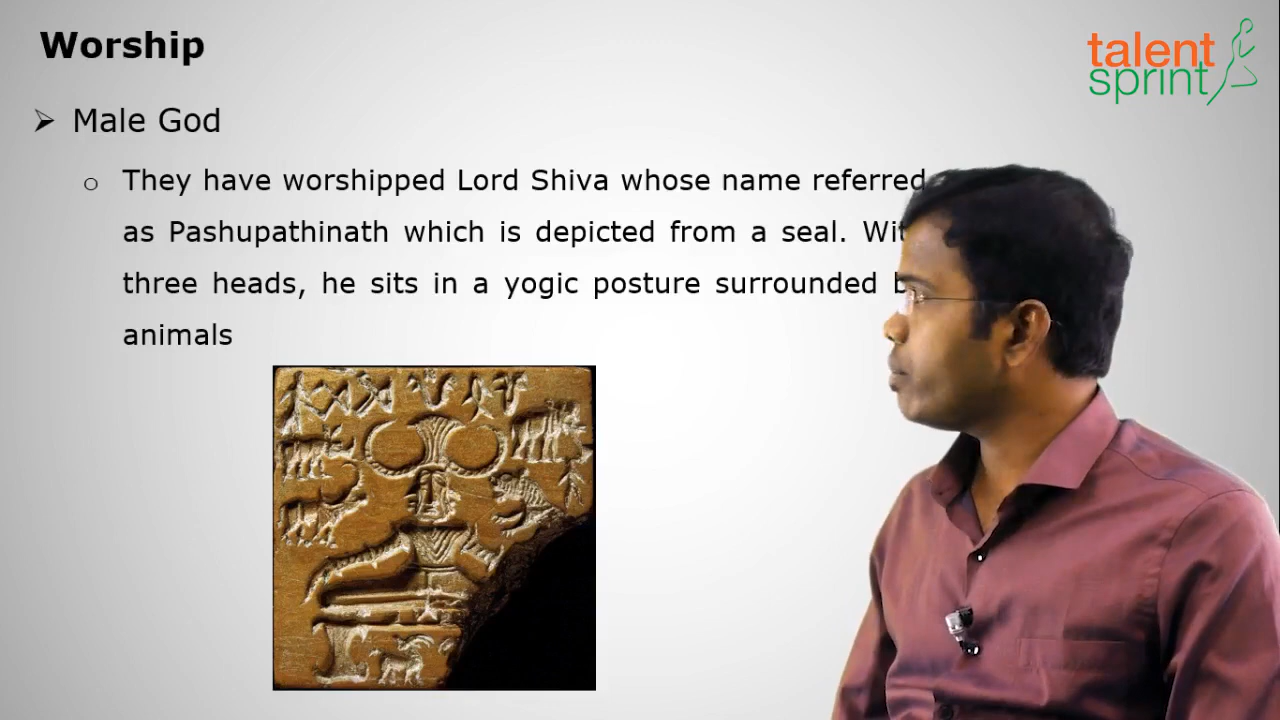 Worship
talent
sprint
➢ Male God
o They have worshipped Lord Shiva whose name referred
as Pashupathinath which is depicted from a seal.
three heads, he sits in a yogic posture surrounded
animals